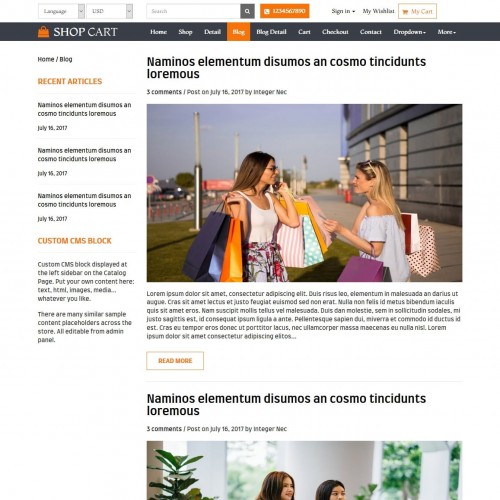 Language USD Search 1234567890 Sign in My Wishlist My Cart
SHOP CART Home Shop Detail Blog Blog Detail Cart Checkout Contact Dropdown More
Home / Blog
RECENT ARTICLES
Naminos elementum disumos an
cosmo tincidunts loremous
July 16, 2017
Naminos elementum disumos an
cosmo tincidunts loremous
July 16, 2017
Naminos elementum disumos an
cosmo tincidunts loremous
July 16, 2017
CUSTOM CMS BLOCK
Custom CMS block displayed at
the left sidebar on the Catalog
Page. Put your own content here:
text, html, images, media...
whatever you like.
There are many similar sample
content placeholders across the
store. All editable from admin
panel.
Naminos elementum disumos an cosmo tincidunts
loremous
3 comments / Post on July 16, 2017 by Integer Nec
Lorem ipsum dolor sit amet, consectetur adipiscing elit. Duis risus leo, elementum in malesuada an darius ut
augue. Cras sit amet lectus et justo feugiat euismod sed non erat. Nulla non felis id metus bibendum iaculis
quis sit amet eros. Nam suscipit mollis tellus vel malesuada. Duis dan molestie, sem in sollicitudin sodales, mi
justo sagittis est, id consequat ipsum ligula a ante. Pellentesque sapien dui, miverra et commodo id ductus id
est. Cras eu tempor eros donec ut porttitor lacus, nec ullamcorper massa maecenas eu nulla nisl. Lorem
ipsum dolor sit amet consectetur adipiscing elitos...
READ MORE
Naminos elementum disumos an cosmo tincidunts
loremous
3 comments / Post on July 16, 2017 by Integer Nec